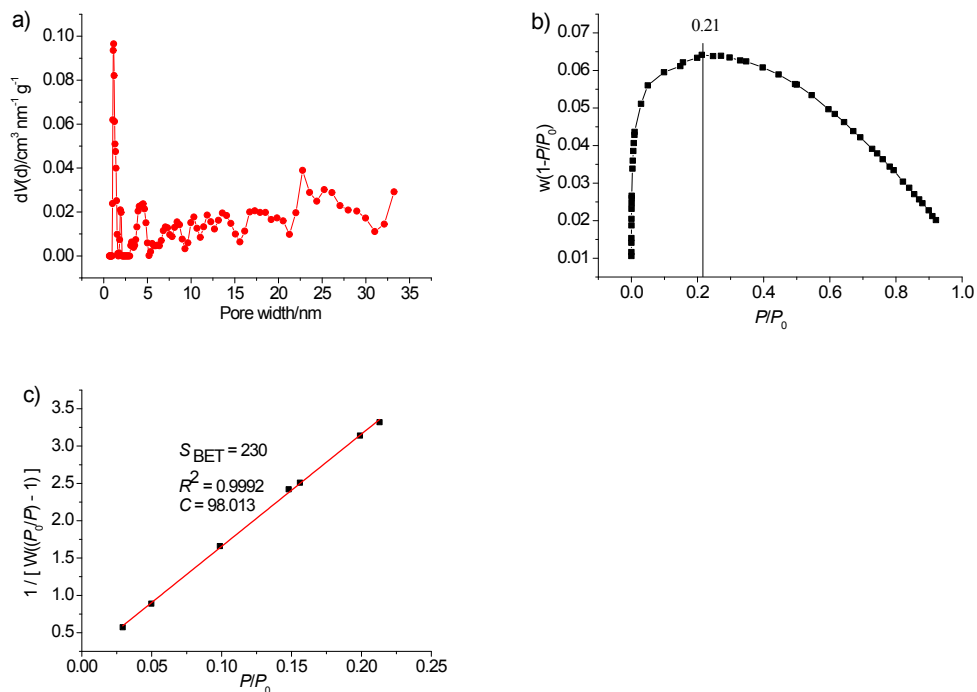 a)
0.10
0.08
0.06
0.04
0.02
0.00
dV(d)/cm³ nm⁻¹ g⁻¹
0 5 10 15 20 25 30 35
Pore width/nm
b)
0.21
0.07
0.06
0.05
0.04
0.03
0.02
0.01
w(1-P/P₀)
0.0 0.2 0.4 0.6 0.8 1.0
P/P₀
c)
3.5
3.0
2.5
2.0
1.5
1.0
0.5
1 / [ W((P₀/P) - 1)) ]
S BET = 230
R² = 0.9992
C = 98.013
0.00 0.05 0.10 0.15 0.20 0.25
P/P₀